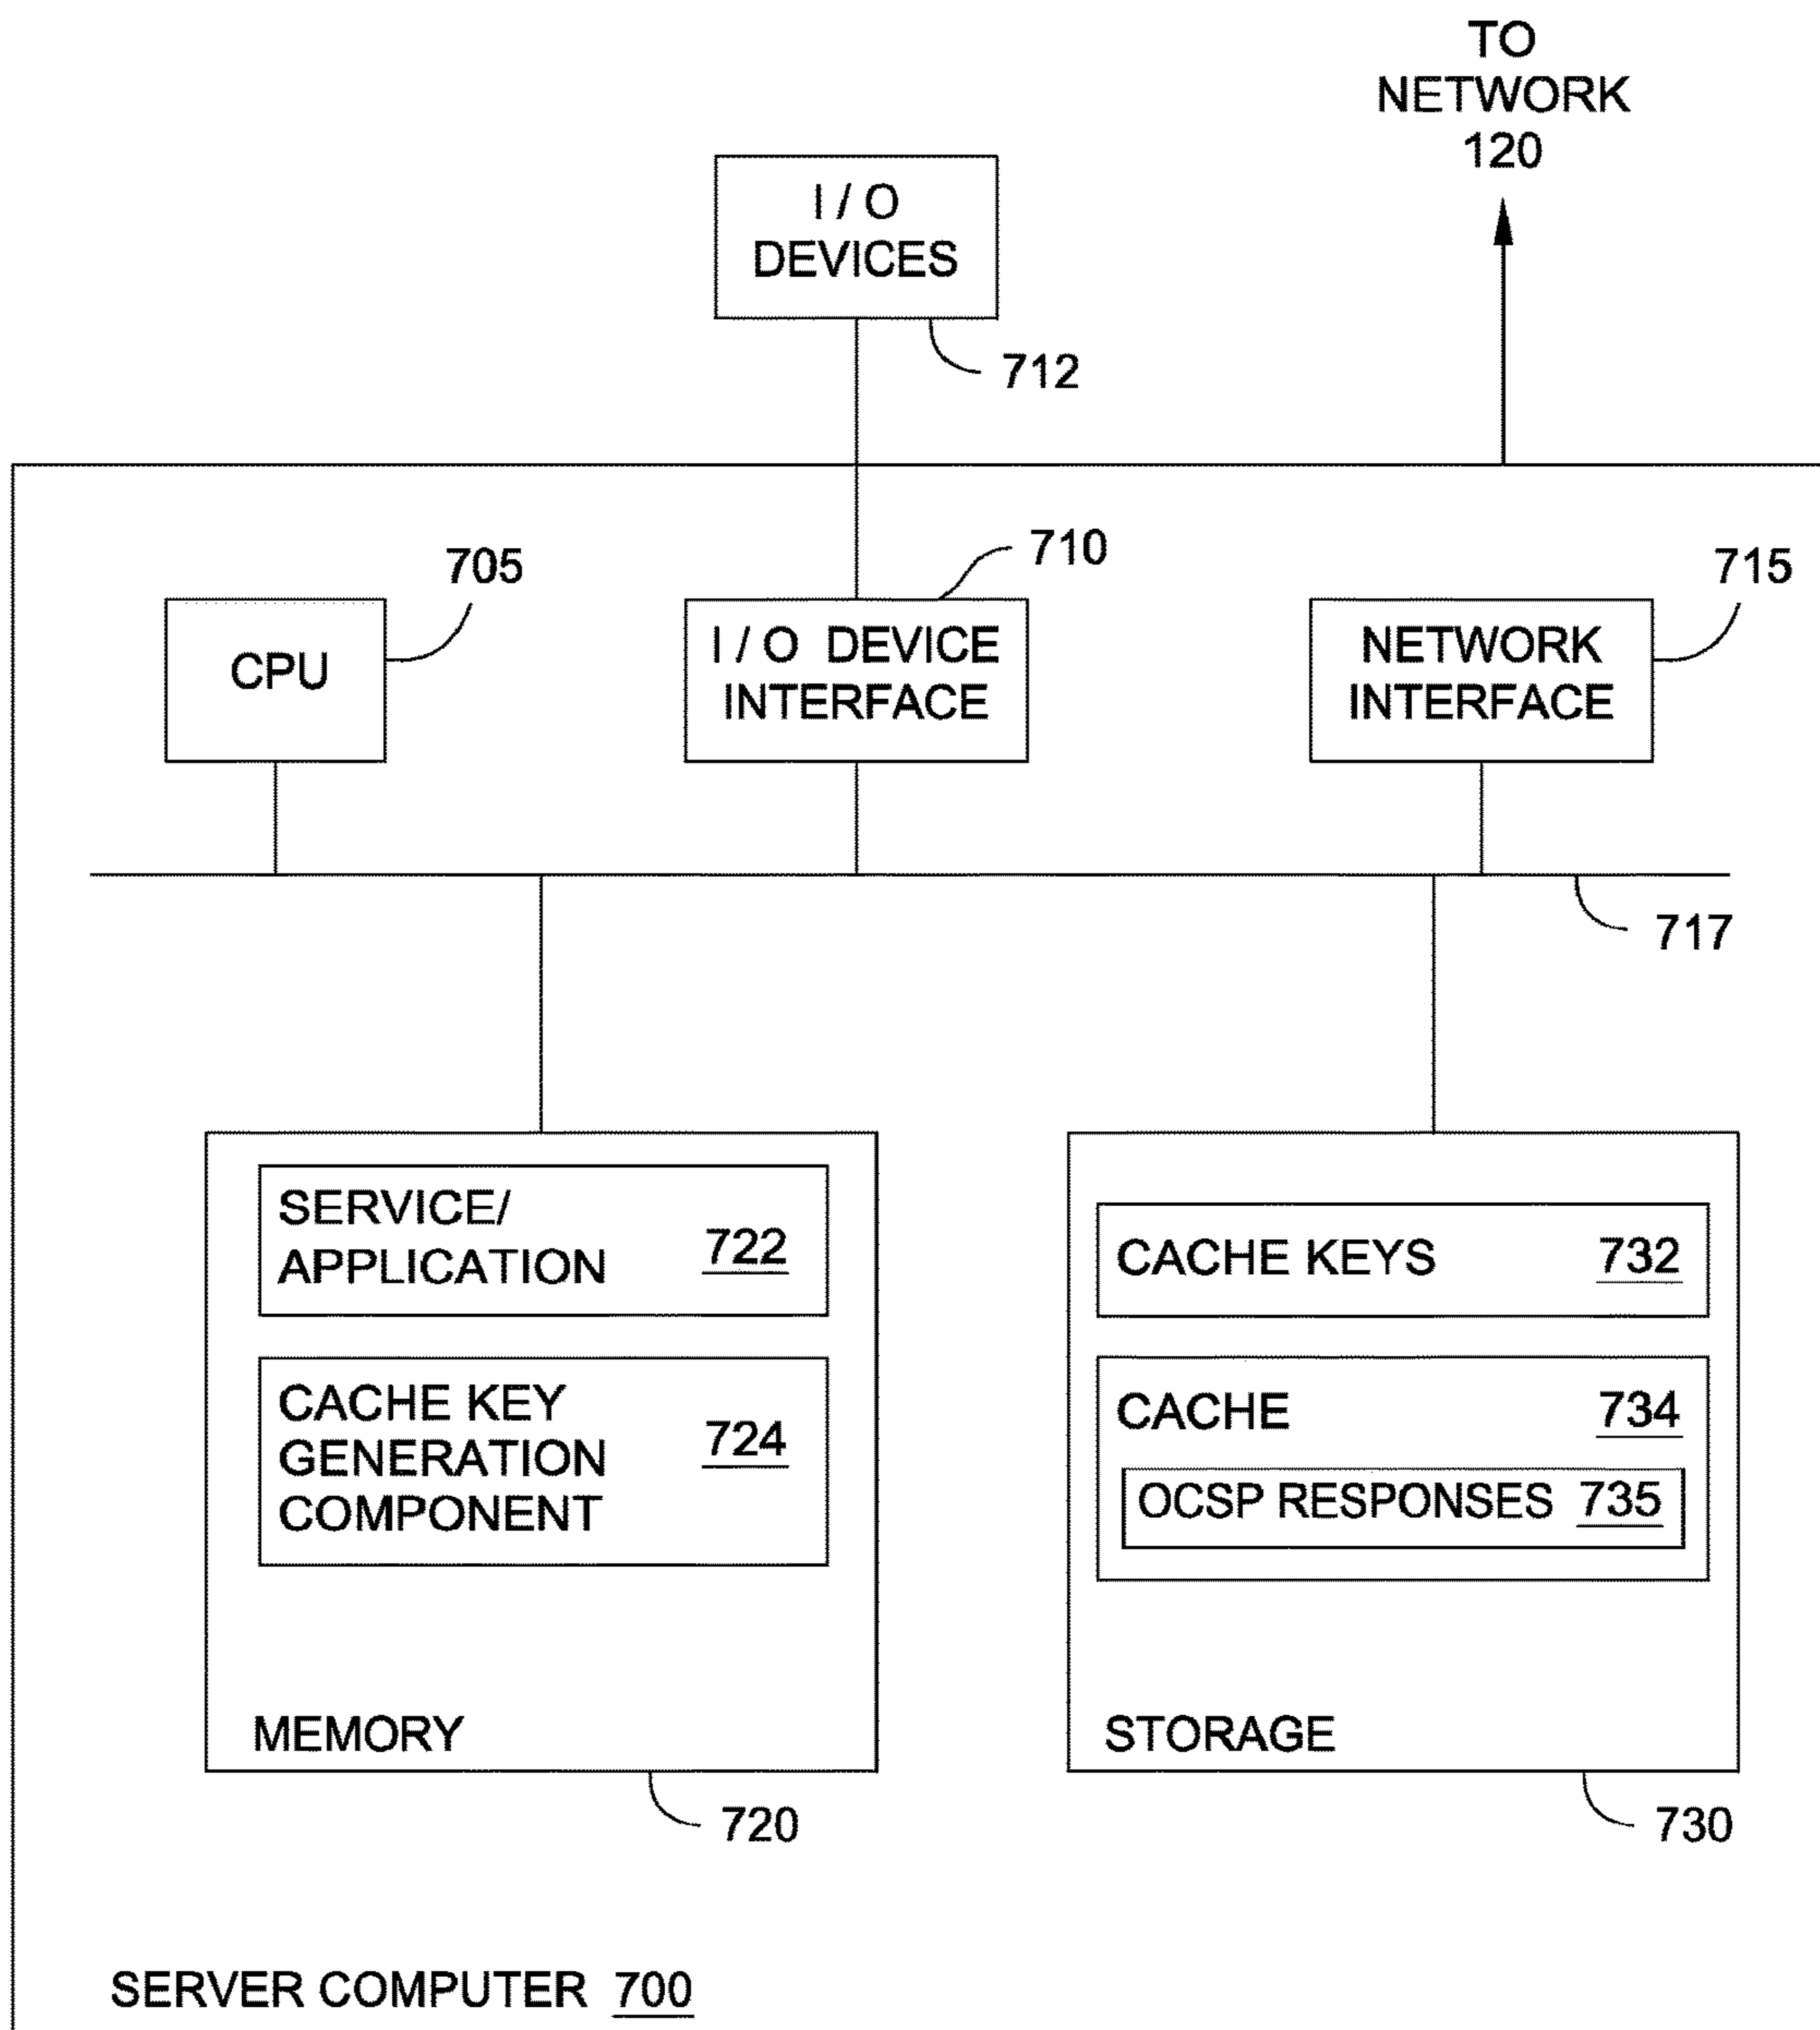 TO
NETWORK
120
I / O
DEVICES
712
705
710
715
CPU
I / O DEVICE
INTERFACE
NETWORK
INTERFACE
717
SERVICE/
APPLICATION
722
CACHE KEY
GENERATION
COMPONENT
724
MEMORY
720
CACHE KEYS 732
CACHE 734
OCSP RESPONSES 735
STORAGE
730
SERVER COMPUTER 700